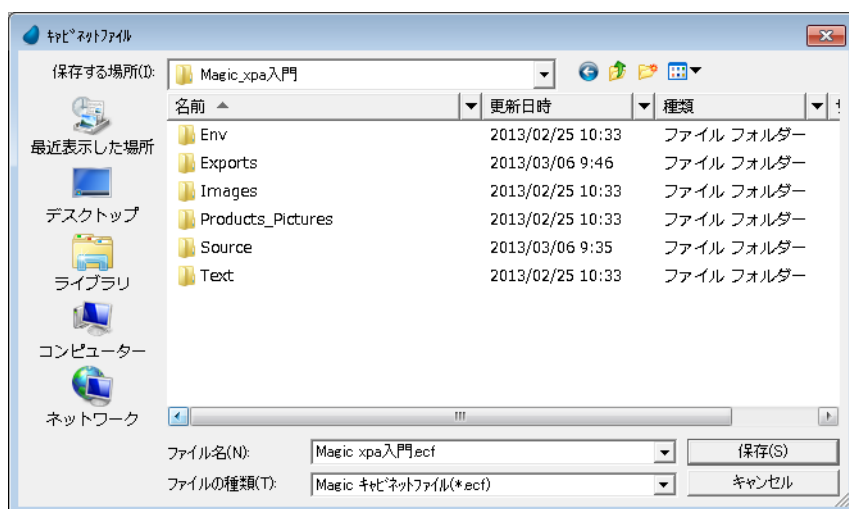 ｷｬﾋﾞﾈｯﾄﾌｧｲﾙ
保存する場所(I):
Magic_xpa入門
名前
更新日時
種類
Env 2013/02/25 10:33 ファイル フォルダー
Exports 2013/03/06 9:46 ファイル フォルダー
Images 2013/02/25 10:33 ファイル フォルダー
Products_Pictures 2013/02/25 10:33 ファイル フォルダー
Source 2013/03/06 9:35 ファイル フォルダー
Text 2013/02/25 10:33 ファイル フォルダー
最近表示した場所
デスクトップ
ライブラリ
コンピューター
ネットワーク
ファイル名(N):
Magic xpa入門.ecf
保存(S)
ファイルの種類(T):
Magic ｷｬﾋﾞﾈｯﾄﾌｧｲﾙ(*.ecf)
キャンセル